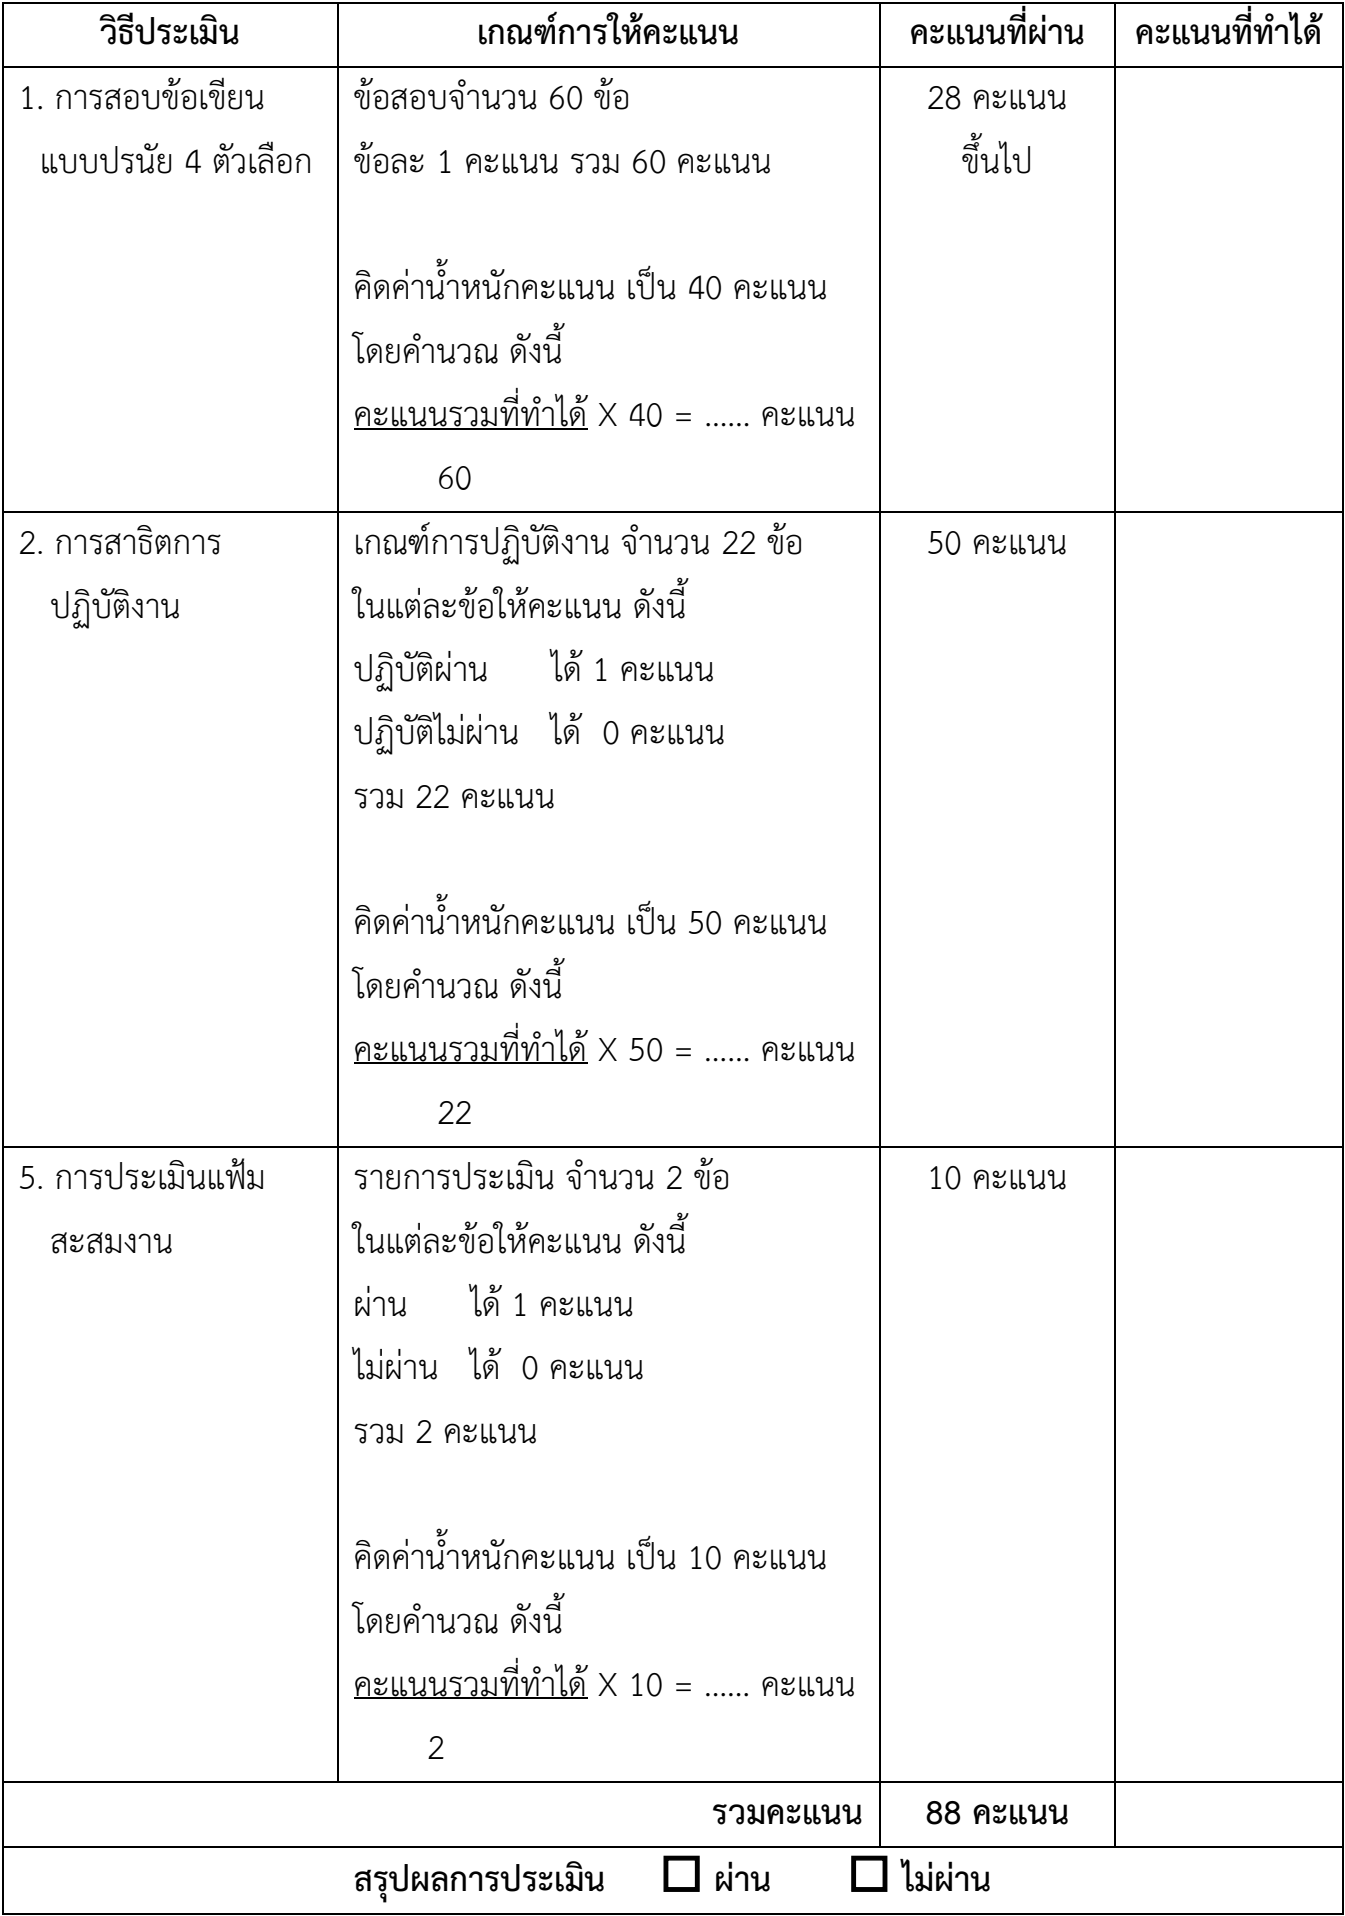 วิธีประเมิน เกณฑ์การให้คะแนน คะแนนที่ผ่าน คะแนนที่ทำได้
1. การสอบข้อเขียน
แบบปรนัย 4 ตัวเลือก
ข้อสอบจำนวน 60 ข้อ
ข้อละ 1 คะแนน รวม 60 คะแนน
คิดค่าน้ำหนักคะแนน เป็น 40 คะแนน
โดยคำนวณ ดังนี้
คะแนนรวมที่ทำได้ X 40 = ...... คะแนน
60
28 คะแนน
ขึ้นไป
2. การสาธิตการ
ปฏิบัติงาน
เกณฑ์การปฏิบัติงาน จำนวน 22 ข้อ
ในแต่ละข้อให้คะแนน ดังนี้
ปฏิบัติผ่าน ได้ 1 คะแนน
ปฏิบัติไม่ผ่าน ได้ 0 คะแนน
รวม 22 คะแนน
คิดค่าน้ำหนักคะแนน เป็น 50 คะแนน
โดยคำนวณ ดังนี้
คะแนนรวมที่ทำได้ X 50 = ...... คะแนน
22
50 คะแนน
5. การประเมินแฟ้ม
สะสมงาน
รายการประเมิน จำนวน 2 ข้อ
ในแต่ละข้อให้คะแนน ดังนี้
ผ่าน ได้ 1 คะแนน
ไม่ผ่าน ได้ 0 คะแนน
รวม 2 คะแนน
คิดค่าน้ำหนักคะแนน เป็น 10 คะแนน
โดยคำนวณ ดังนี้
คะแนนรวมที่ทำได้ X 10 = ...... คะแนน
2
10 คะแนน
รวมคะแนน 88 คะแนน
สรุปผลการประเมิน ☐ ผ่าน ☐ ไม่ผ่าน